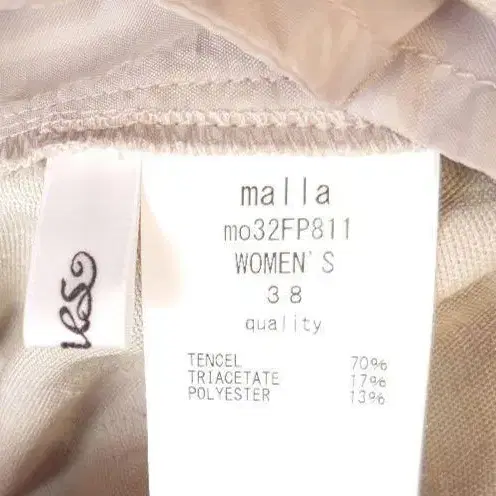 malla
mo32FP811
WOMEN'S
38
quality
TENCEL 70%
TRIACETATE 17%
POLYESTER 13%